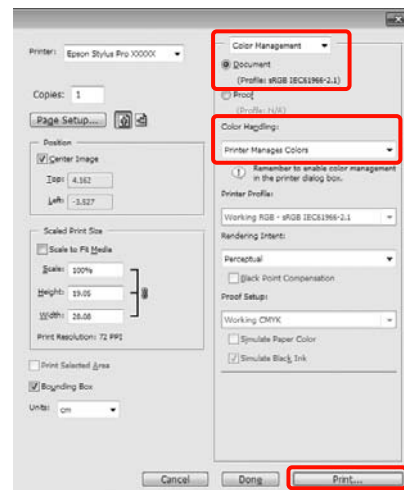 Printer: Epson Stylus Pro XXXXX
Copies: 1
Page Setup...
Position
Center Image
Top: 4.562
Left: -3.827
Scaled Print Size
Scale to Fit Media
Scale: 100%
Height: 19.05
Width: 28.08
Print Resolution: 72 PPI
Print Selected Area
Bounding Box
Units: cm
Color Management
Document
(Profile: sRGB IEC61966-2.1)
Proof
(Profile: N/A)
Color Handling:
Printer Manages Colors
Remember to enable color management
in the printer dialog box.
Printer Profile:
Working RGB - sRGB IEC61966-2.1
Rendering Intent:
Perceptual
Black Point Compensation
Proof Setup:
Working CMYK
Simulate Paper Color
Simulate Black Ink
Cancel
Done
Print...